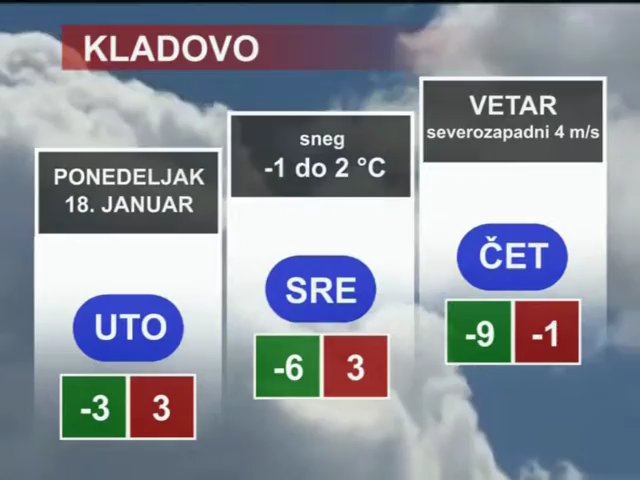 KLADOVO
PONEDELJAK
18. JANUAR
sneg
-1 do 2 °C
VETAR
severozapadni 4 m/s
UTO
-3 3
SRE
-6 3
ČET
-9 -1